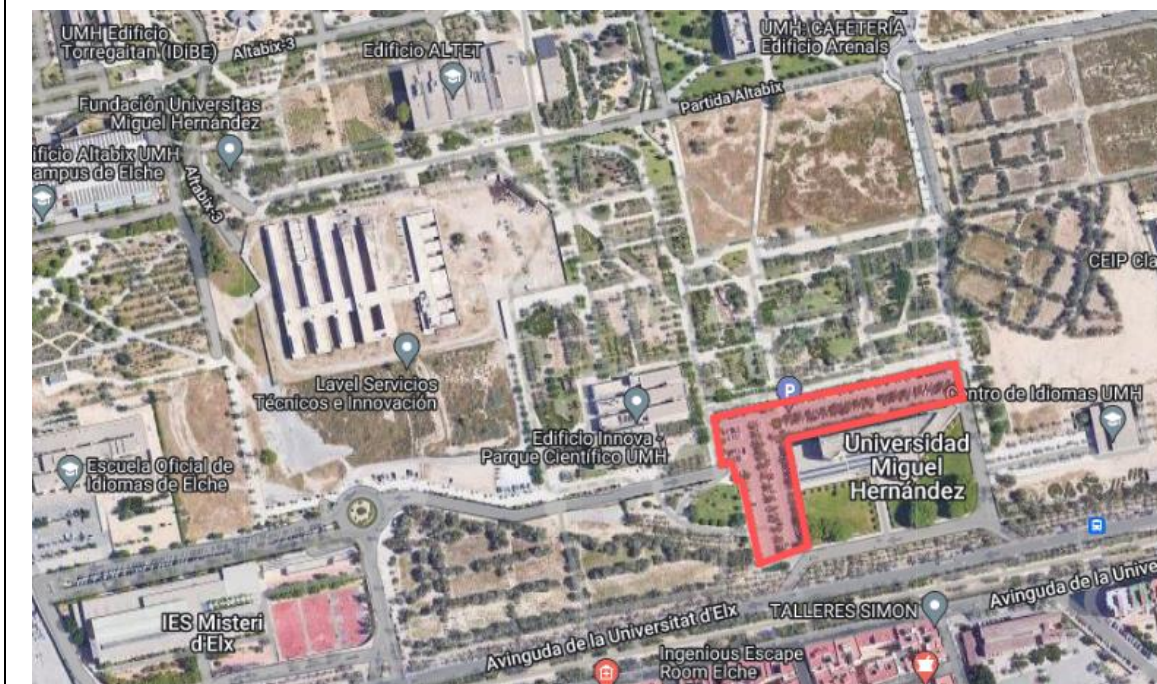 UMH Edificio
Torregaitan (IDiBE)
Altabix-3
Edificio ALTET
UMH: CAFETERÍA
Edificio Arenals
Partida Altabix
Fundación Universitas
Miguel Hernández
ificio Altabix UMH
ampus de Elche
Altabix-3
CEIP Cla
Lavel Servicios
Técnicos e Innovación
P
ntro de Idiomas UMH
Edificio Innova -
Parque Científico UMH
Universidad
Miguel
Hernández
Escuela Oficial de
Idiomas de Elche
IES Misteri
d'Elx
Avinguda de la Universitat d'Elx
TALLERES SIMON
Avinguda de la Unive
Ingenious Escape
Room Elche